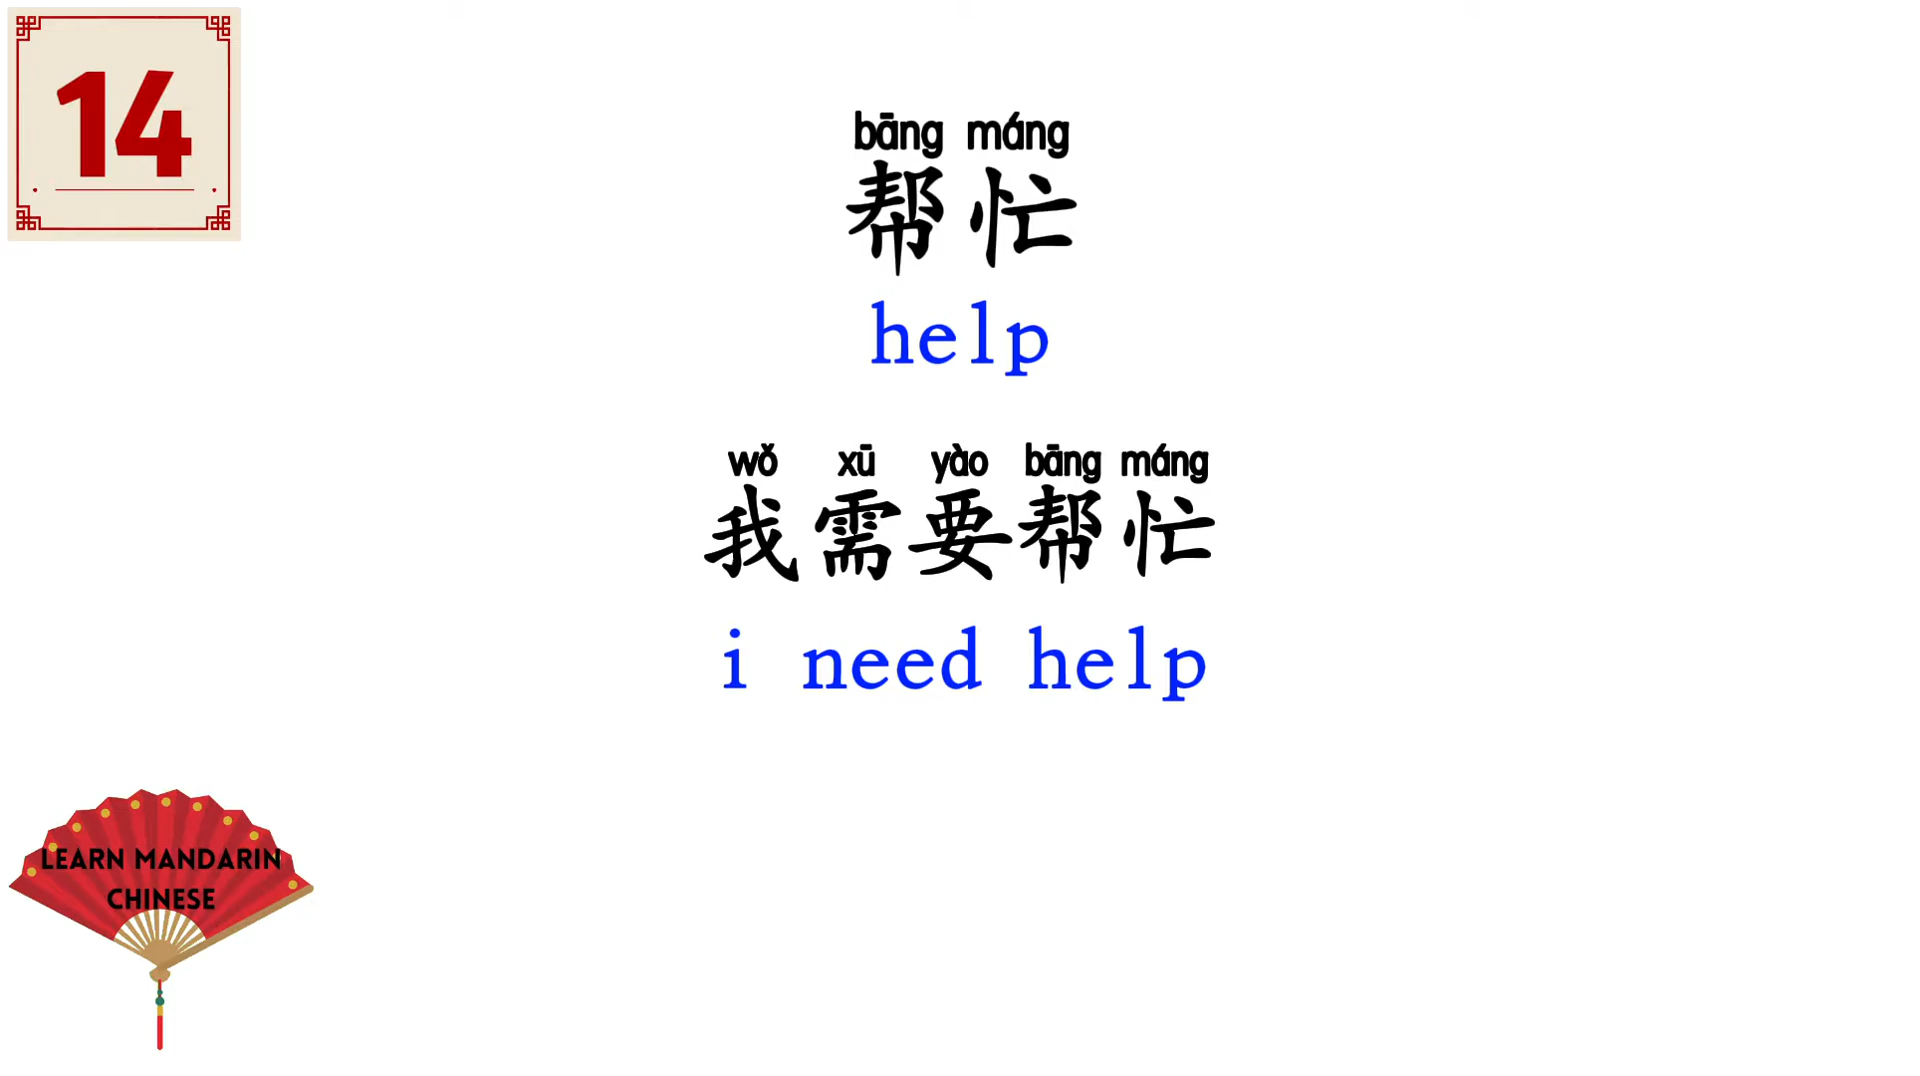 14
bāng máng
帮忙
help
wǒ xū yào bāng máng
我需要帮忙
i need help
LEARN MANDARIN
CHINESE